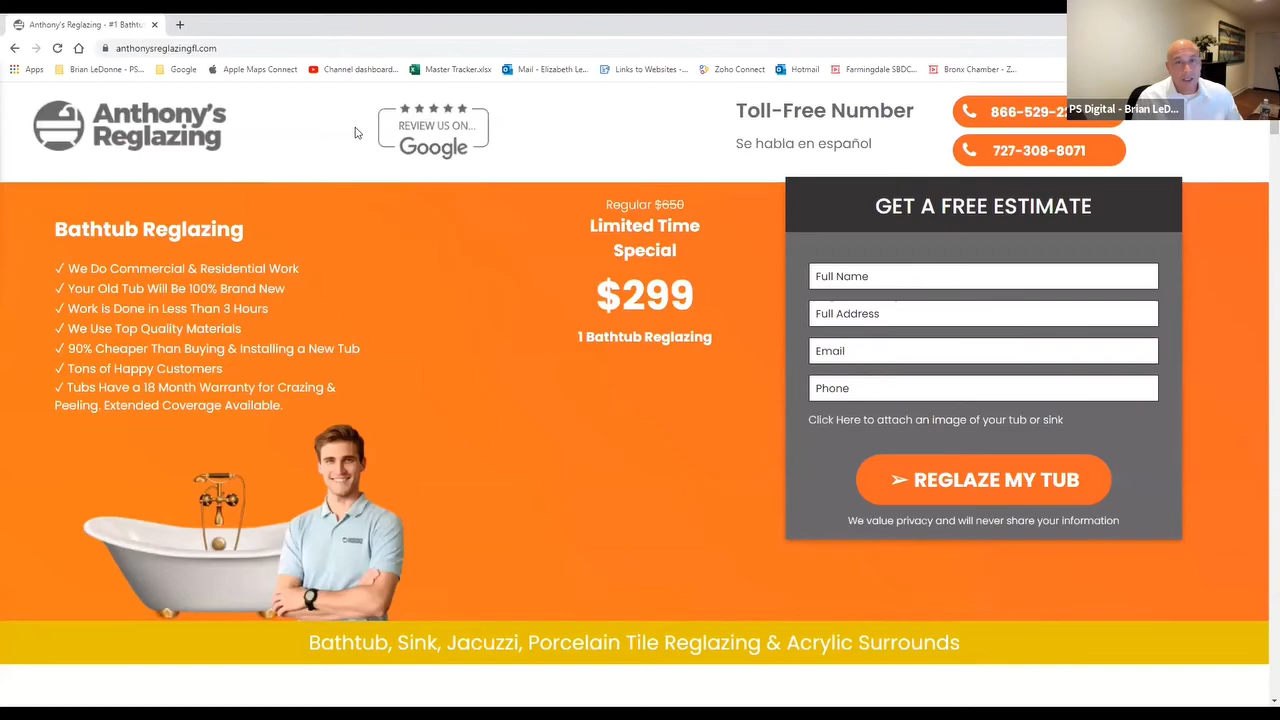 Anthony's Reglazing - #1 Bathtu
anthonysreglazingfl.com
Apps
Brian LeDonne - PS...
Google
Apple Maps Connect
Channel dashboard...
Master Tracker.xlsx
Mail - Elizabeth Le...
Links to Websites -...
Zoho Connect
Hotmail
Farmingdale SBDC...
Bronx Chamber - Z...
PS Digital - Brian LeD...
Anthony's
Reglazing
REVIEW US ON...
Google
Toll-Free Number
Se habla en español
866-529-2
727-308-8071
Bathtub Reglazing
✓ We Do Commercial & Residential Work
✓ Your Old Tub Will Be 100% Brand New
✓ Work is Done in Less Than 3 Hours
✓ We Use Top Quality Materials
✓ 90% Cheaper Than Buying & Installing a New Tub
✓ Tons of Happy Customers
✓ Tubs Have a 18 Month Warranty for Crazing &
Peeling. Extended Coverage Available.
Regular $650
Limited Time
Special
$299
1 Bathtub Reglazing
GET A FREE ESTIMATE
Full Name
Full Address
Email
Phone
Click Here to attach an image of your tub or sink
➢ REGLAZE MY TUB
We value privacy and will never share your information
Bathtub, Sink, Jacuzzi, Porcelain Tile Reglazing & Acrylic Surrounds